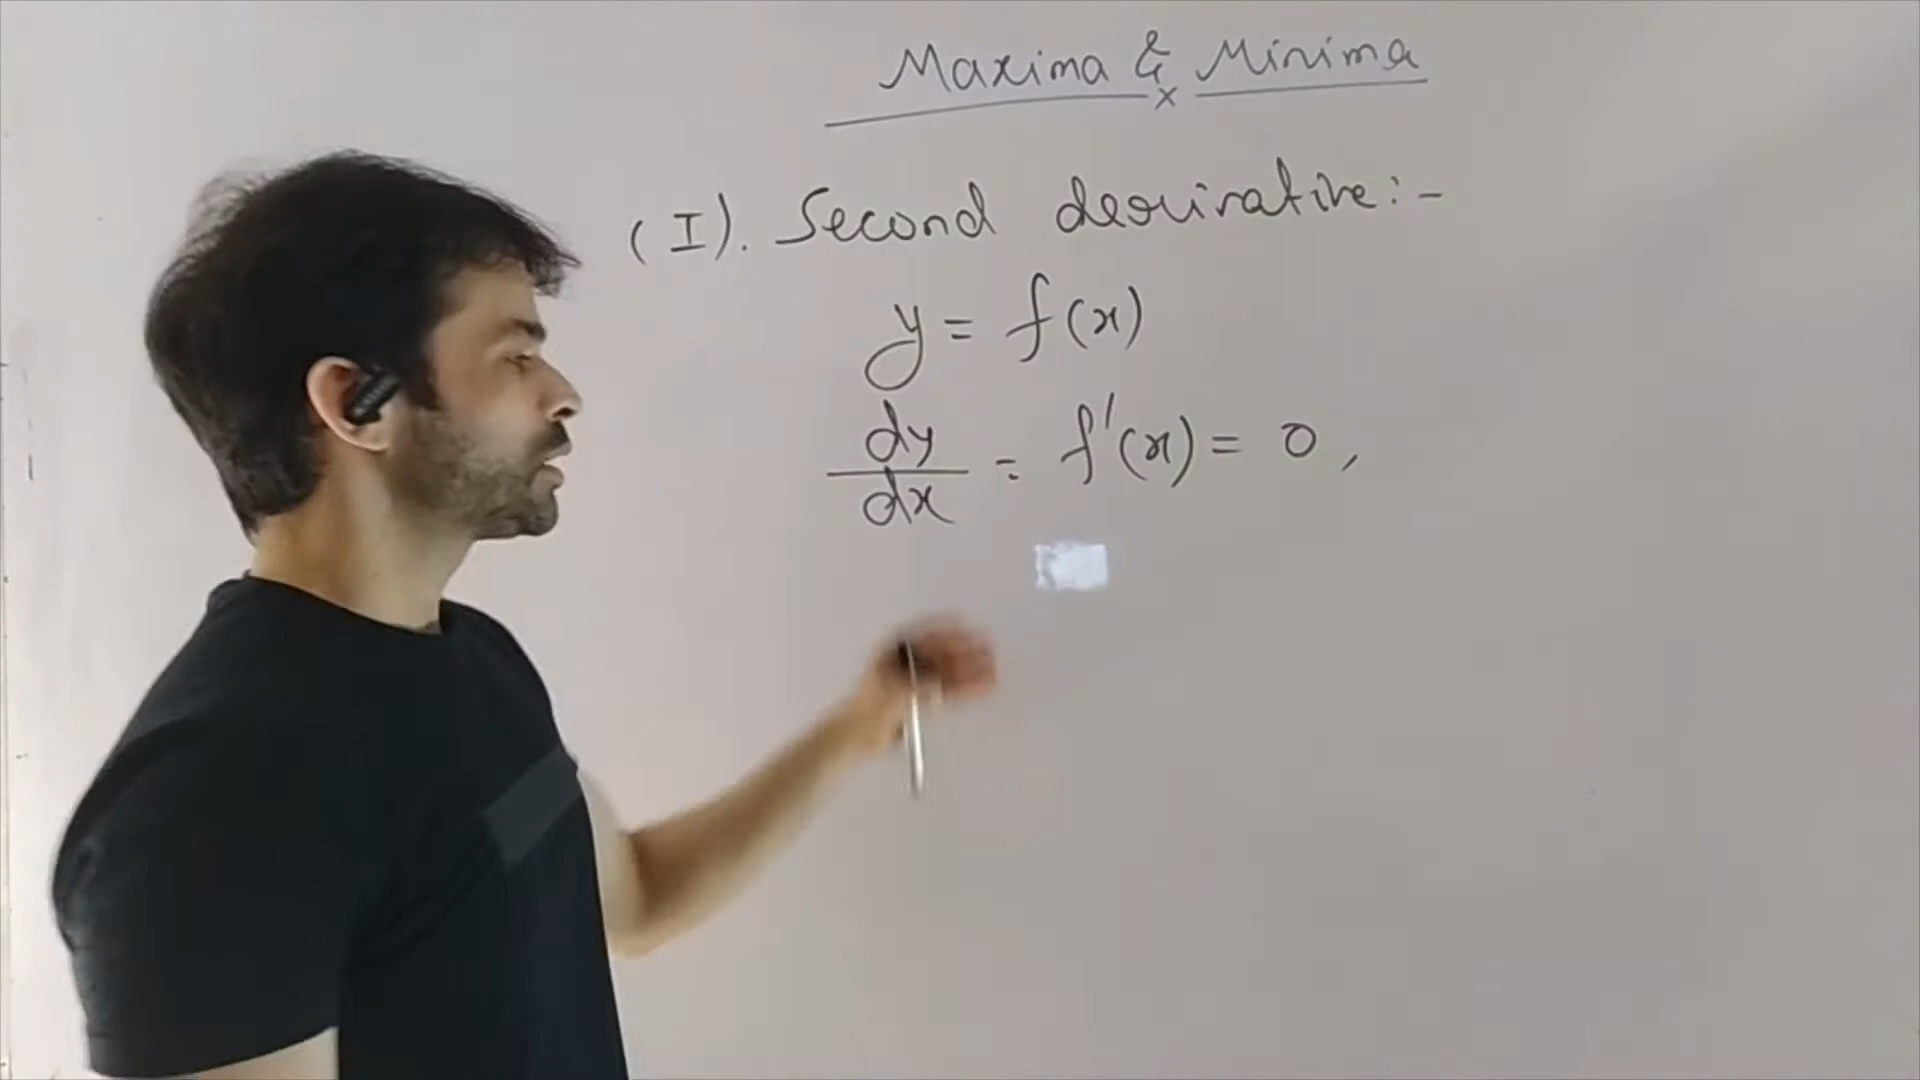 Maxima & Minima
x
(I). Second derivative:-
y = f(x)
dy/dx = f'(x) = 0,